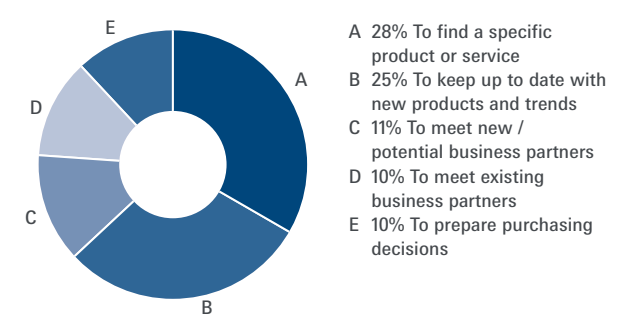 E
A
D
C
B
A 28% To find a specific
product or service
B 25% To keep up to date with
new products and trends
C 11% To meet new /
potential business partners
D 10% To meet existing
business partners
E 10% To prepare purchasing
decisions